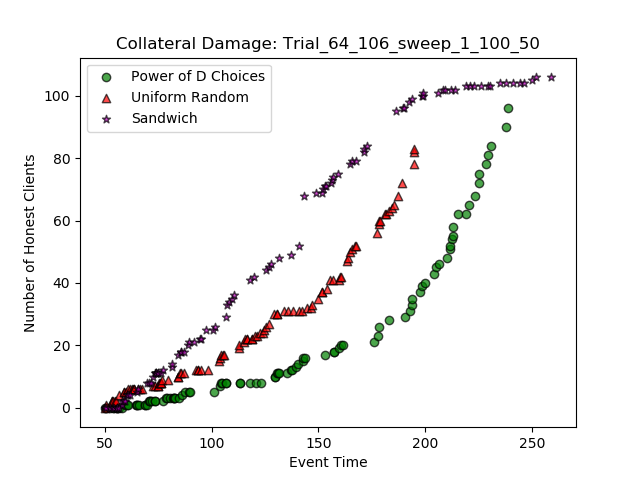 Collateral Damage: Trial_64_106_sweep_1_100_50
Power of D Choices
Uniform Random
Sandwich
Number of Honest Clients
100
80
60
40
20
0
50
100
150
200
250
Event Time